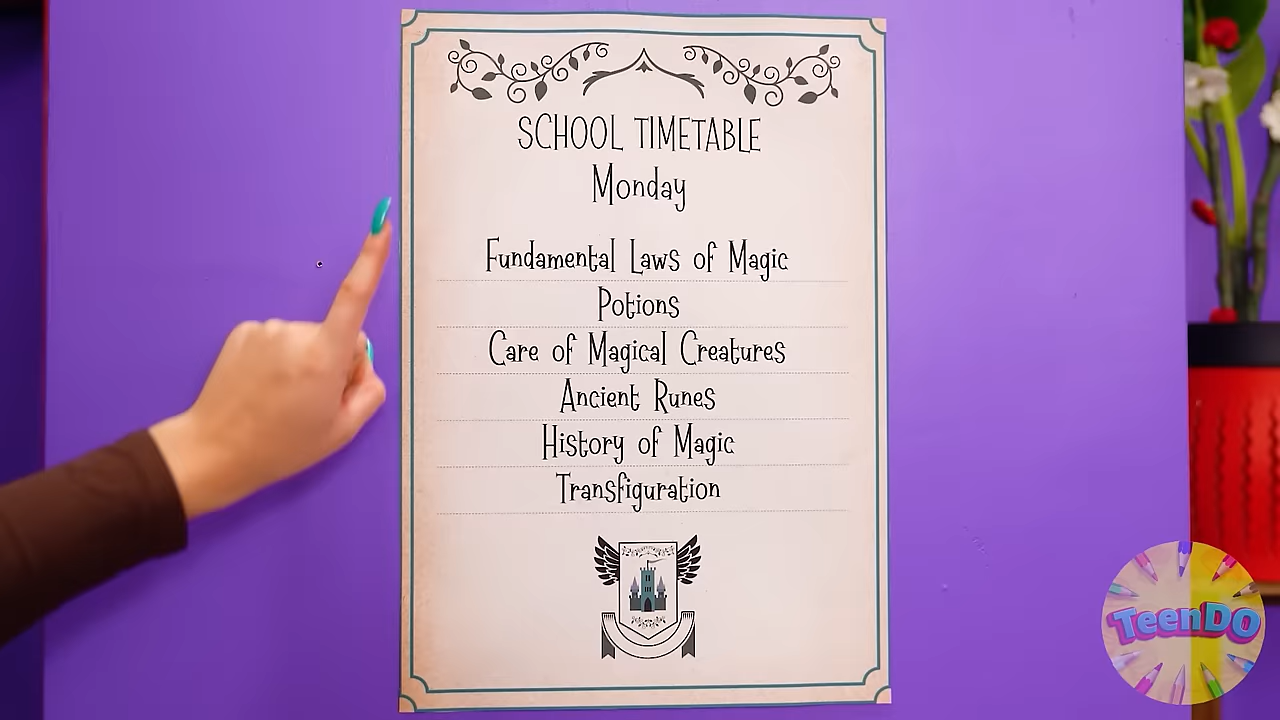 SCHOOL TIMETABLE
Monday
Fundamental Laws of Magic
Potions
Care of Magical Creatures
Ancient Runes
History of Magic
Transfiguration
TeenDO